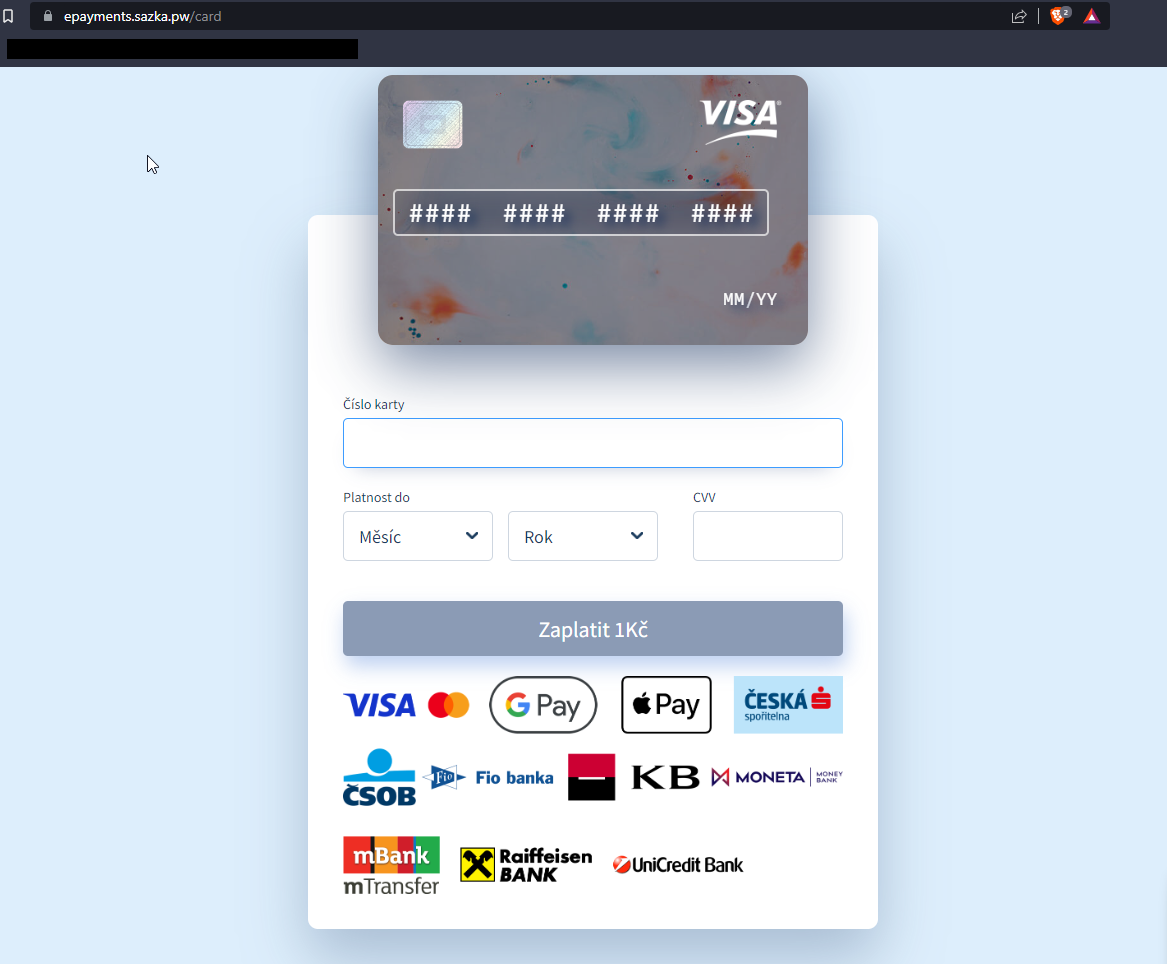 epayments.sazka.pw/card
2
VISA
#### #### #### ####
MM/YY
Číslo karty
Platnost do CVV
Měsíc Rok
Zaplatit 1Kč
VISA G Pay Pay ČESKÁ spořitelna
ČSOB Fio Fio banka KB MONETA MONEY BANK
mBank mTransfer Raiffeisen BANK UniCredit Bank